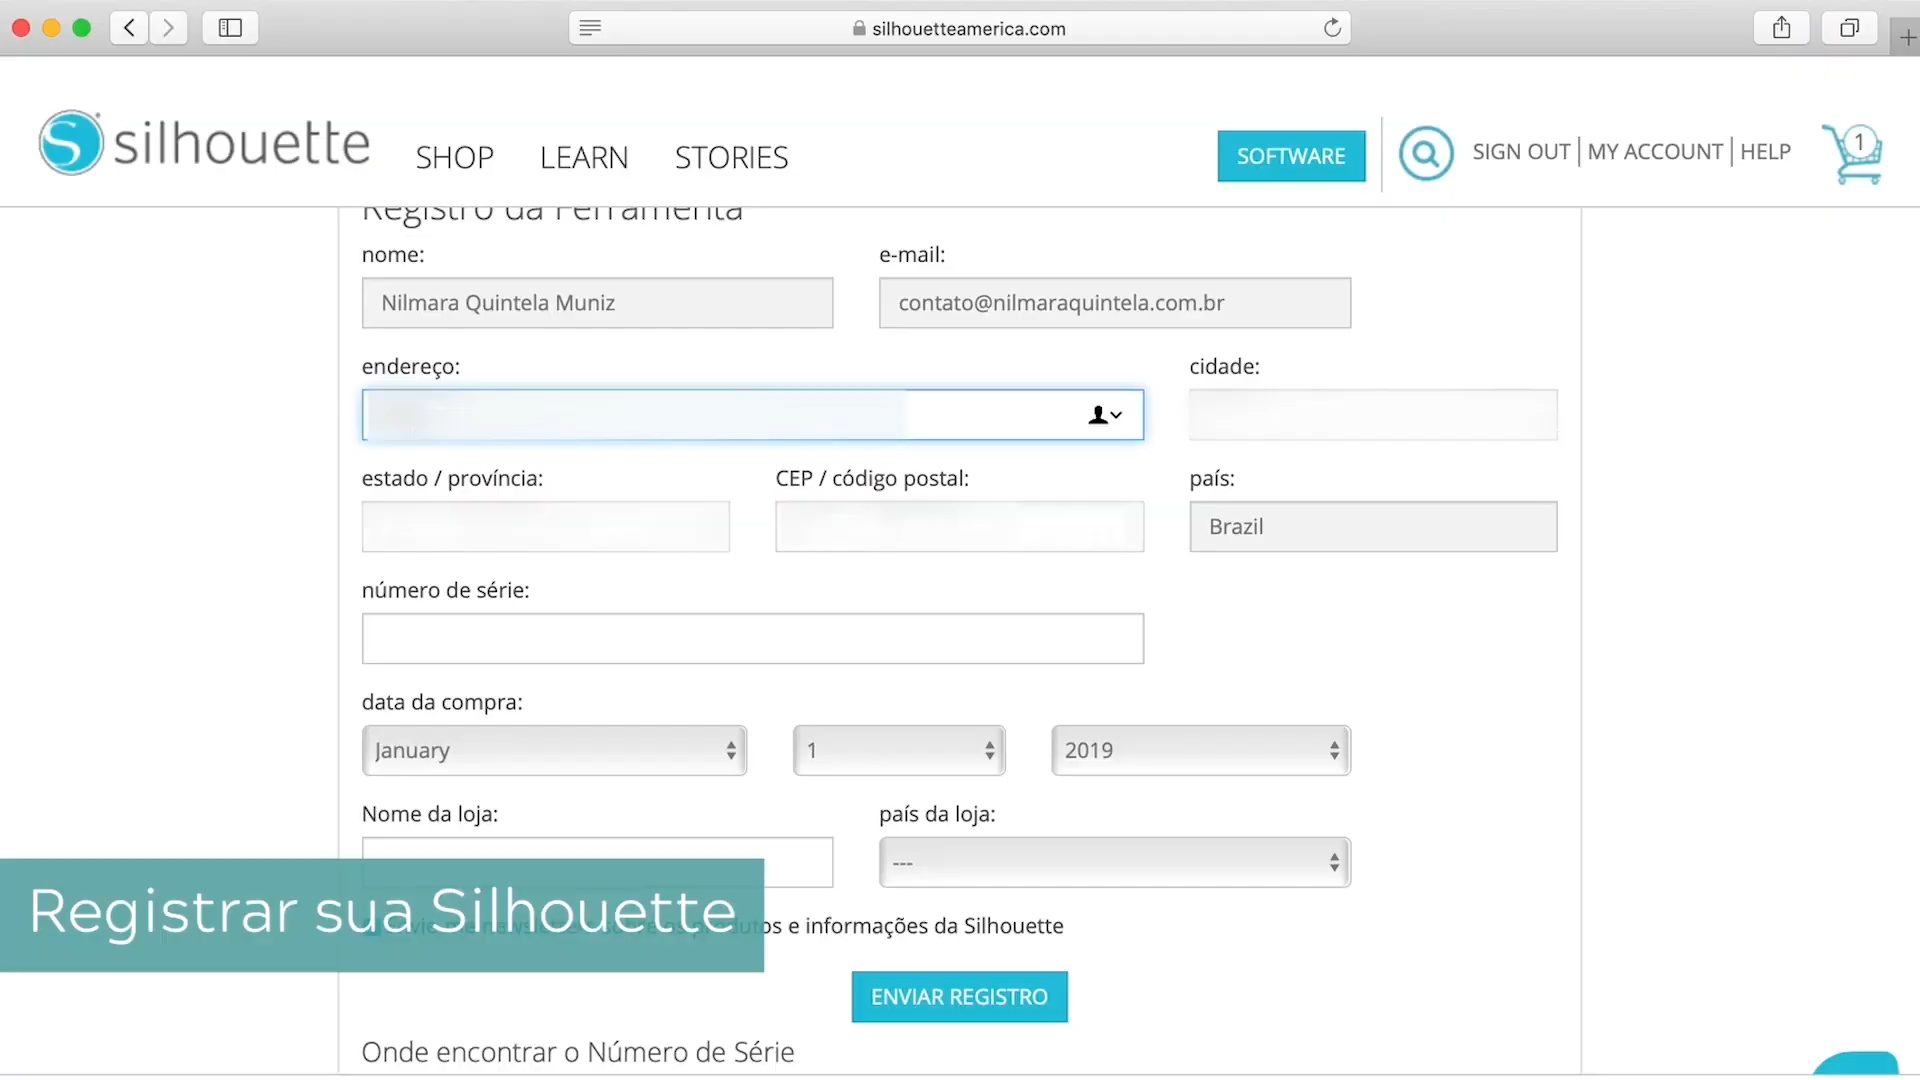 silhouetteamerica.com
silhouette
SHOP LEARN STORIES
SOFTWARE
SIGN OUT MY ACCOUNT HELP
1
Registro da Ferramenta
nome: e-mail:
Nilmara Quintela Muniz contato@nilmaraquintela.com.br
endereço: cidade:
estado / província: CEP / código postal: país:
Brazil
número de série:
data da compra:
January 1 2019
Nome da loja: país da loja:
---
Registrar sua Silhouette
e informações da Silhouette
ENVIAR REGISTRO
Onde encontrar o Número de Série